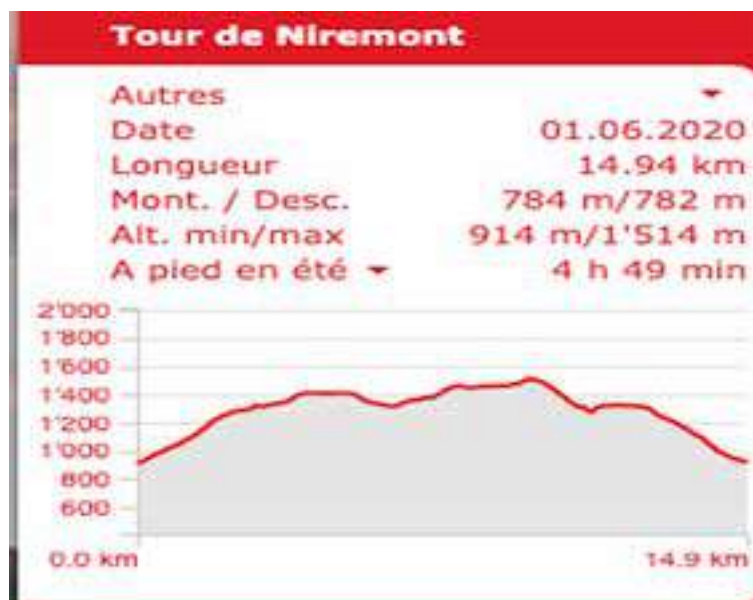 Tour de Niremont
Autres
Date 01.06.2020
Longueur 14.94 km
Mont. / Desc. 784 m/782 m
Alt. min/max 914 m/1'514 m
A pied en été 4 h 49 min
2'000
1'800
1'600
1'400
1'200
1'000
800
600
0.0 km 14.9 km